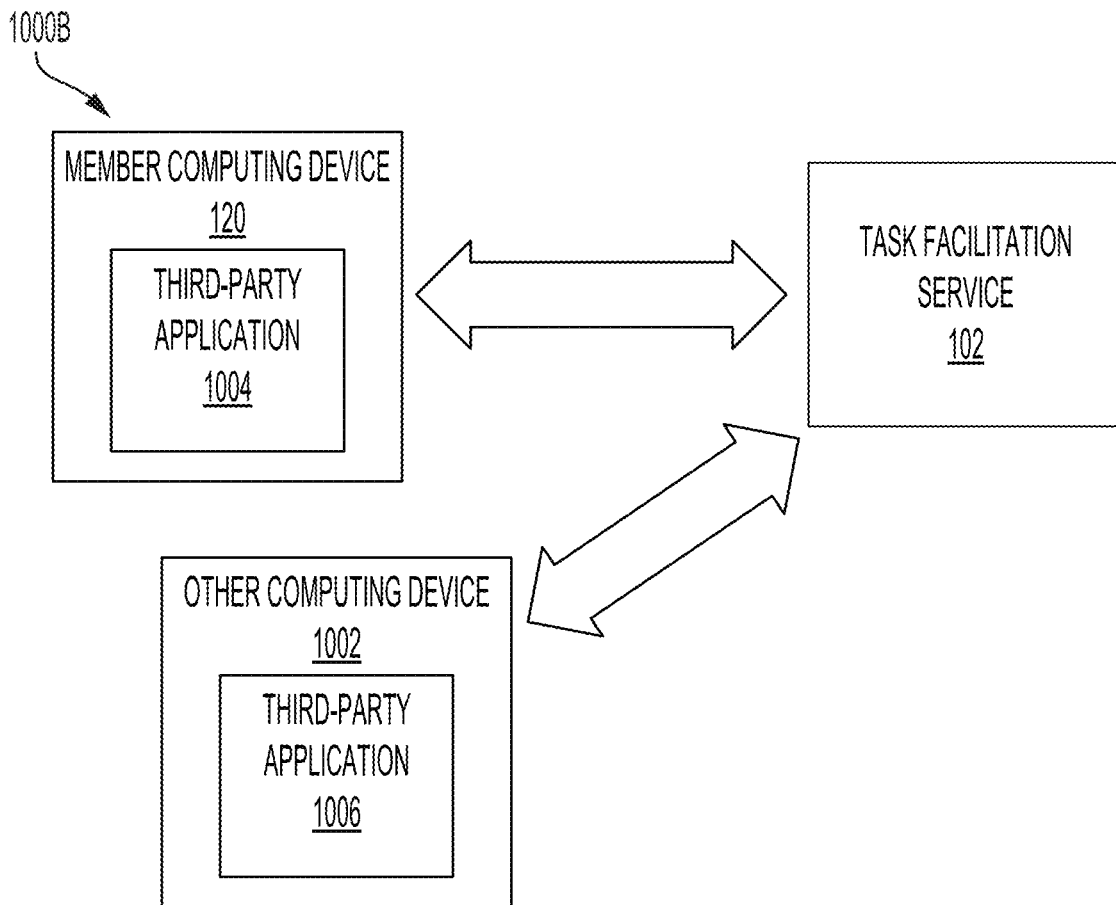 1000B
MEMBER COMPUTING DEVICE
120
THIRD-PARTY
APPLICATION
1004
TASK FACILITATION
SERVICE
102
OTHER COMPUTING DEVICE
1002
THIRD-PARTY
APPLICATION
1006